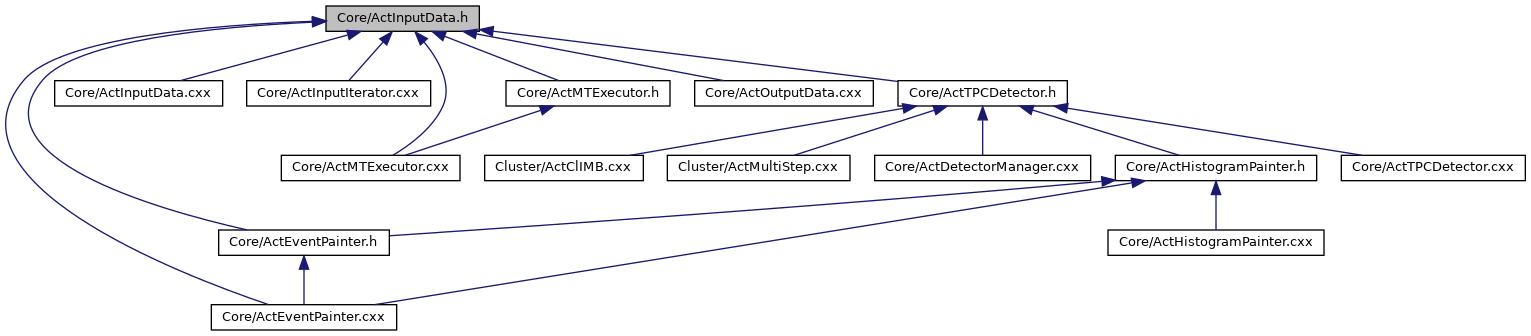 Core/ActInputData.h
Core/ActInputData.cxx
Core/ActInputIterator.cxx
Core/ActMTExecutor.h
Core/ActOutputData.cxx
Core/ActTPCDetector.h
Core/ActMTExecutor.cxx
Cluster/ActClIMB.cxx
Cluster/ActMultiStep.cxx
Core/ActDetectorManager.cxx
Core/ActHistogramPainter.h
Core/ActTPCDetector.cxx
Core/ActEventPainter.h
Core/ActHistogramPainter.cxx
Core/ActEventPainter.cxx